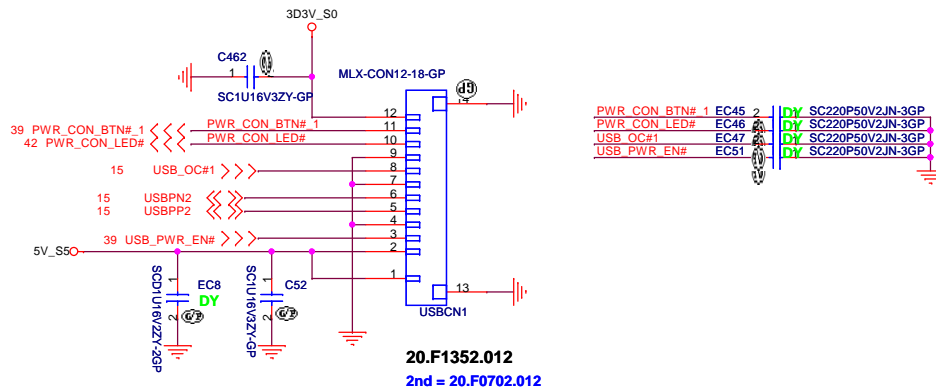 3D3V_S0
C462
1
SC1U16V3ZY-GP
MLX-CON12-18-GP
14
39 PWR_CON_BTN#_1
PWR_CON_BTN#_1
42 PWR_CON_LED#
PWR_CON_LED#
15 USB_OC#1
15 USBPN2
15 USBPP2
39 USB_PWR_EN#
5V_S5
12
11
10
9
8
7
6
5
4
3
2
1
13
USBCN1
SCD1U16V2ZY-2GP
1
2
EC8
DY
SC1U16V3ZY-GP
1
2
C52
G/P
G/P
20.F1352.012
2nd = 20.F0702.012
PWR_CON_BTN#_1 EC45 2 DY SC220P50V2JN-3GP
PWR_CON_LED# EC46 DY SC220P50V2JN-3GP
USB_OC#1 EC47 DY SC220P50V2JN-3GP
USB_PWR_EN# EC51 DY SC220P50V2JN-3GP